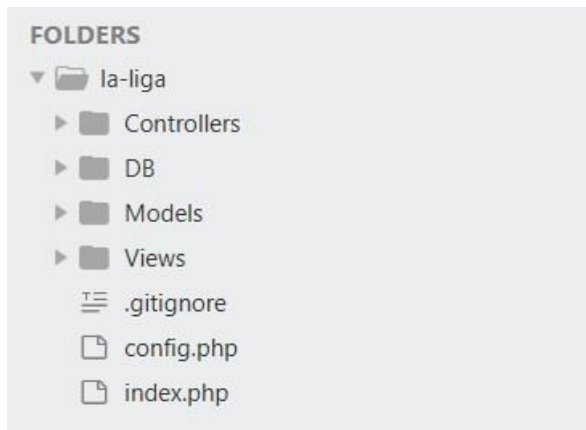 FOLDERS
la-liga
Controllers
DB
Models
Views
.gitignore
config.php
index.php